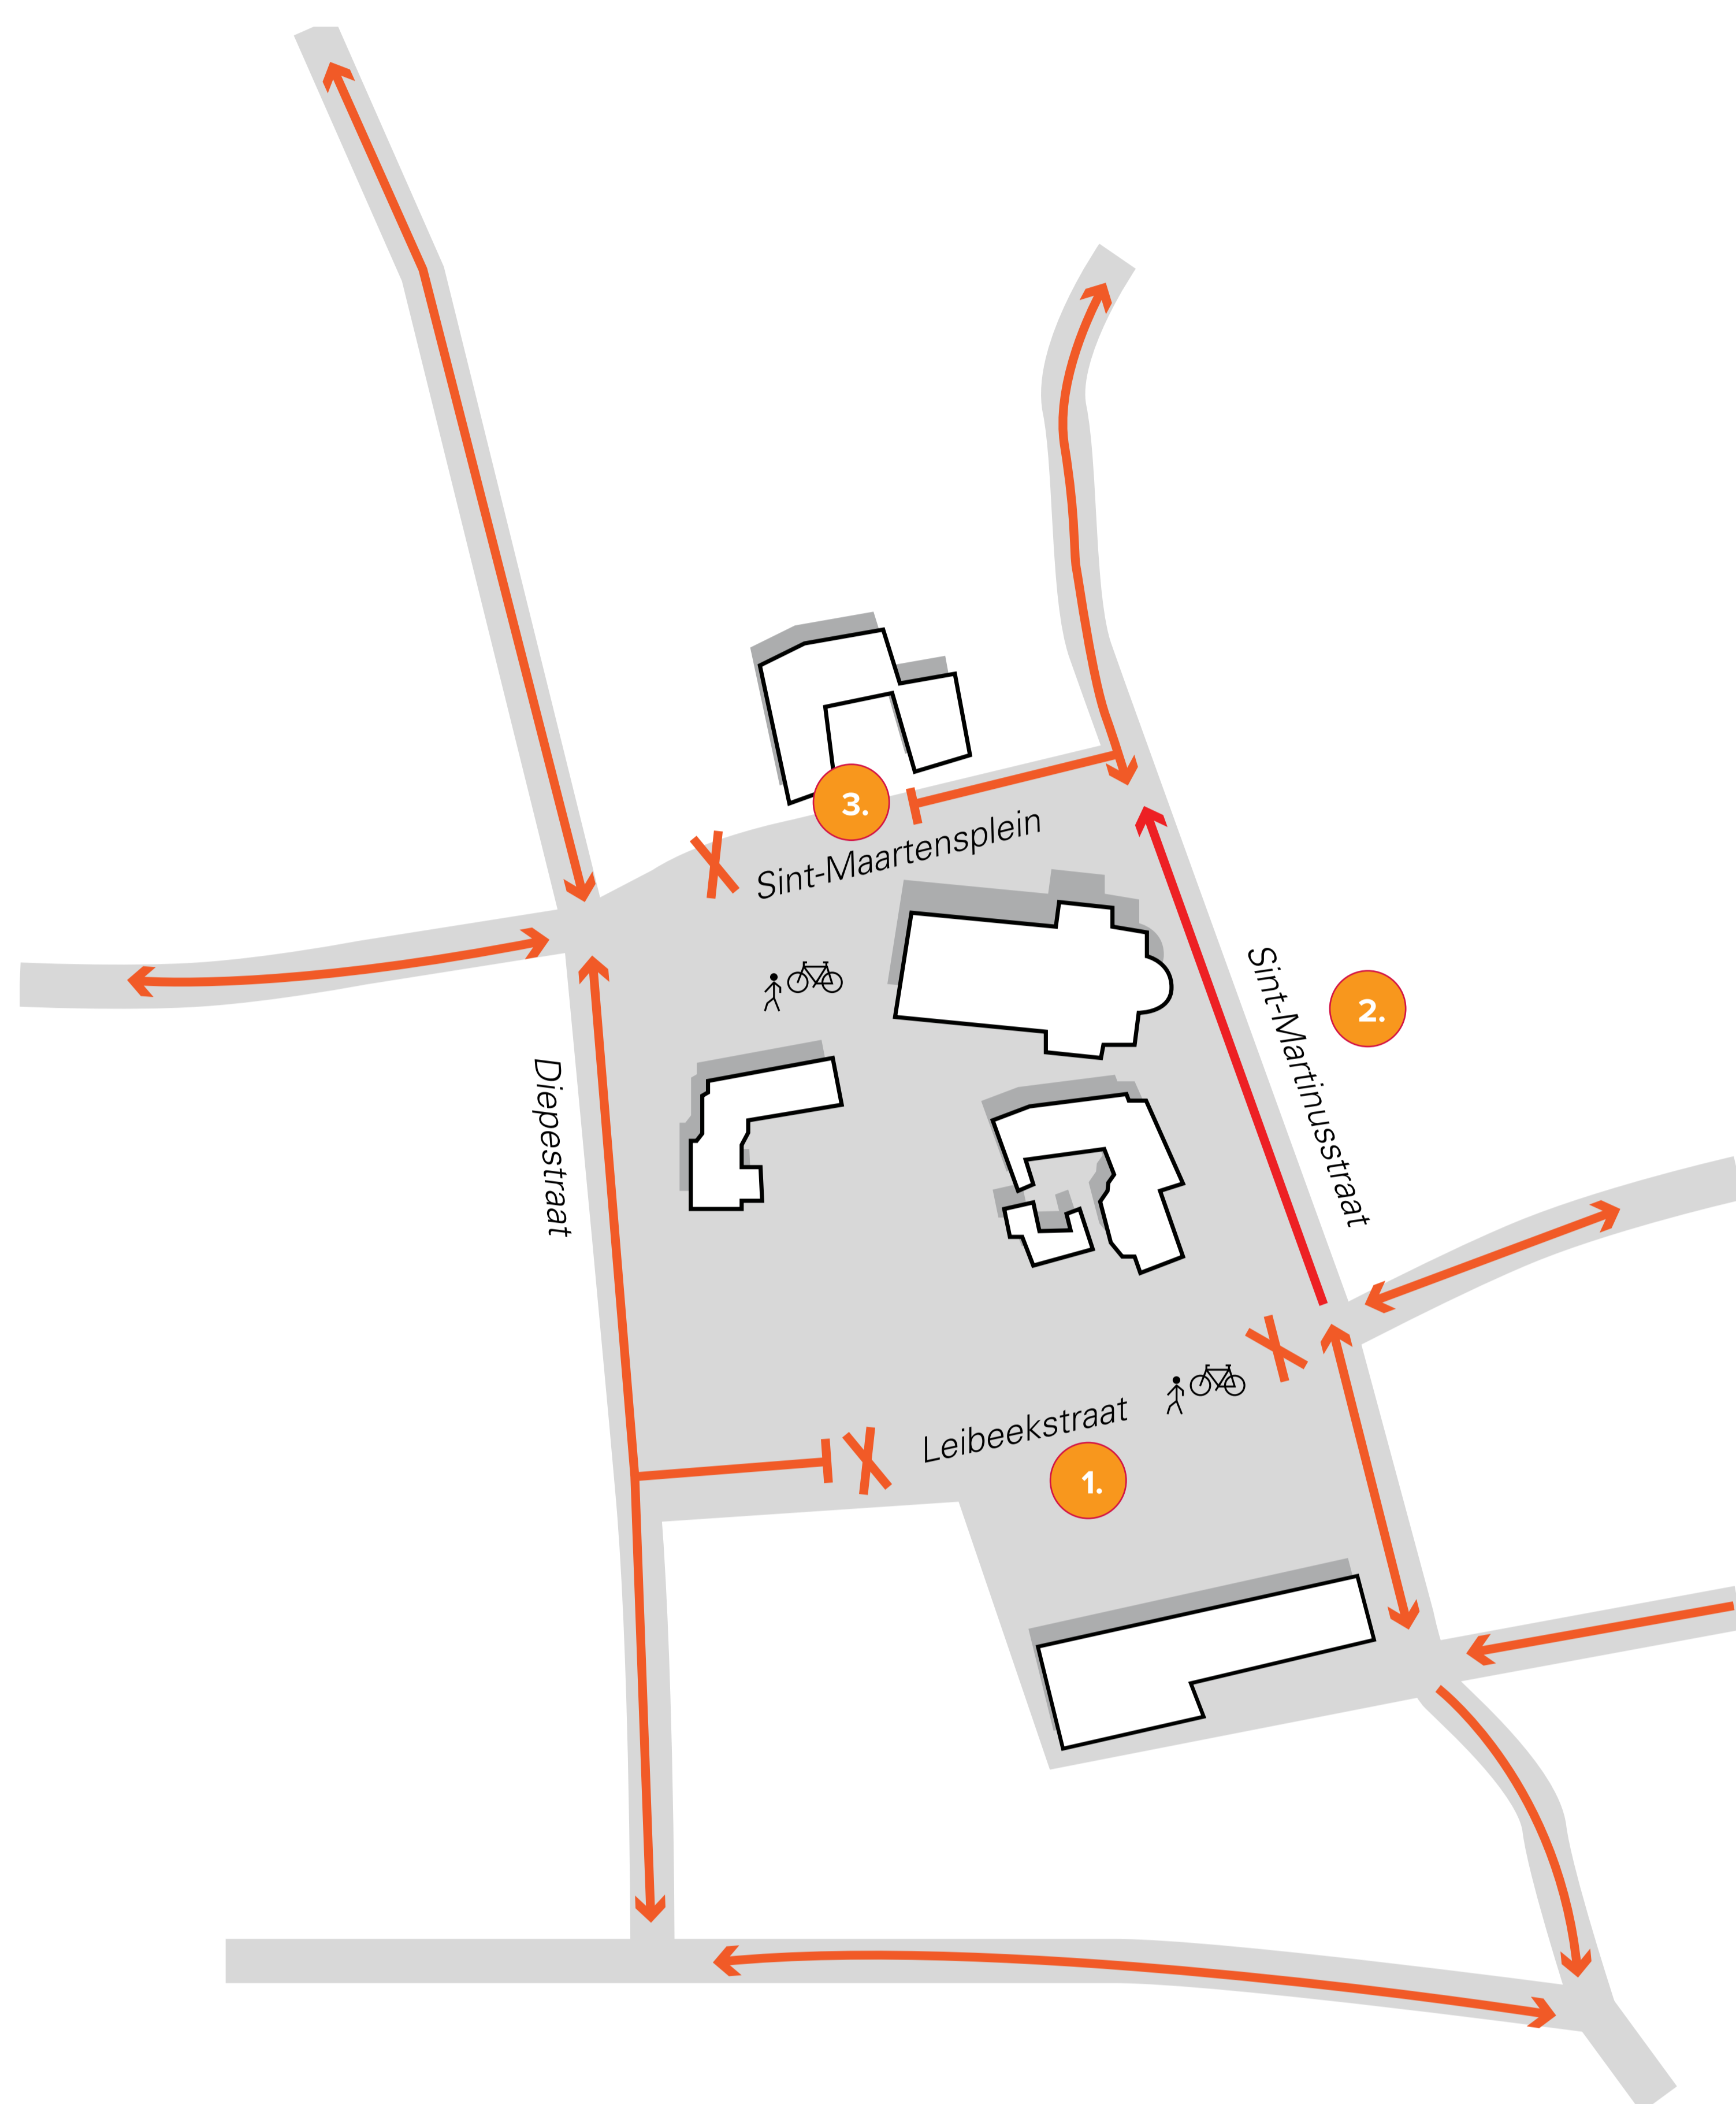 3.
Sint-Maartensplein
Sint-Martinusstraat
2.
Diepestraat
Leibeekstraat
1.